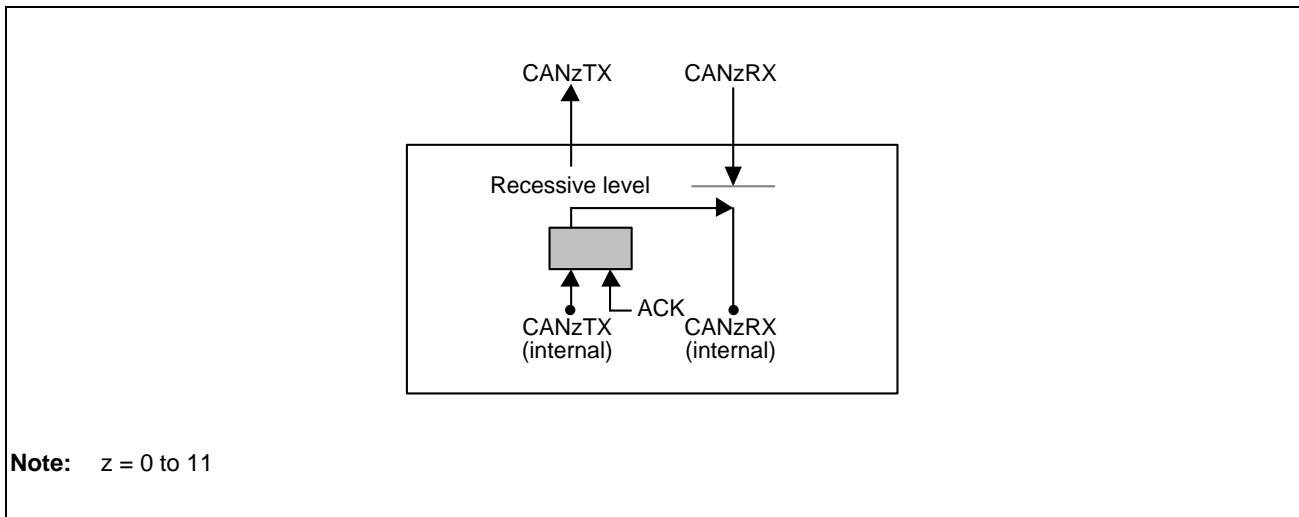 CANzTX CANzRX
Recessive level
ACK
CANzTX CANzRX
(internal) (internal)
Note: z = 0 to 11